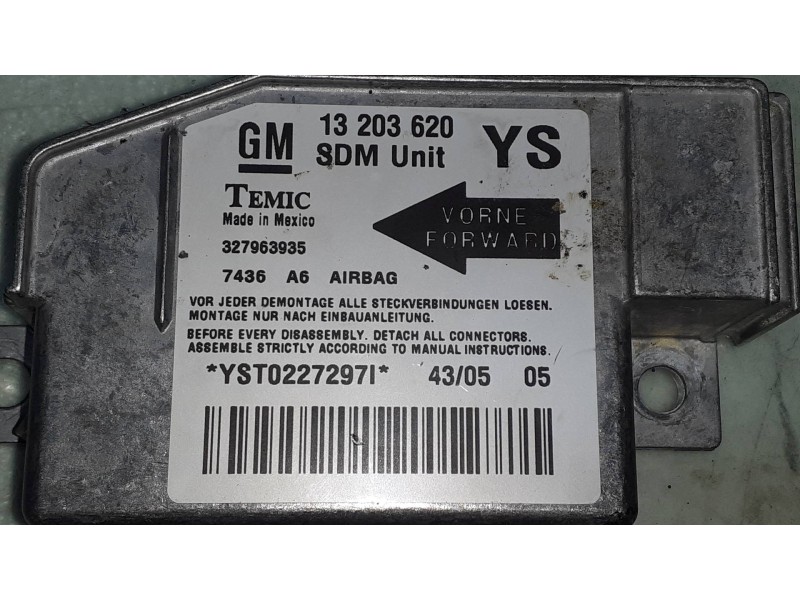 GM 13 203 620 YS
SDM Unit
TEMIC
Made in Mexico
VORNE
FORWARD
327963935
7436 A6 AIRBAG
VOR JEDER DEMONTAGE ALLE STECKVERBINDUNGEN LOESEN.
MONTAGE NUR NACH EINBAUANLEITUNG.
BEFORE EVERY DISASSEMBLY. DETACH ALL CONNECTORS.
ASSEMBLE STRICTLY ACCORDING TO MANUAL INSTRUCTIONS.
*YST02272971* 43/05 05